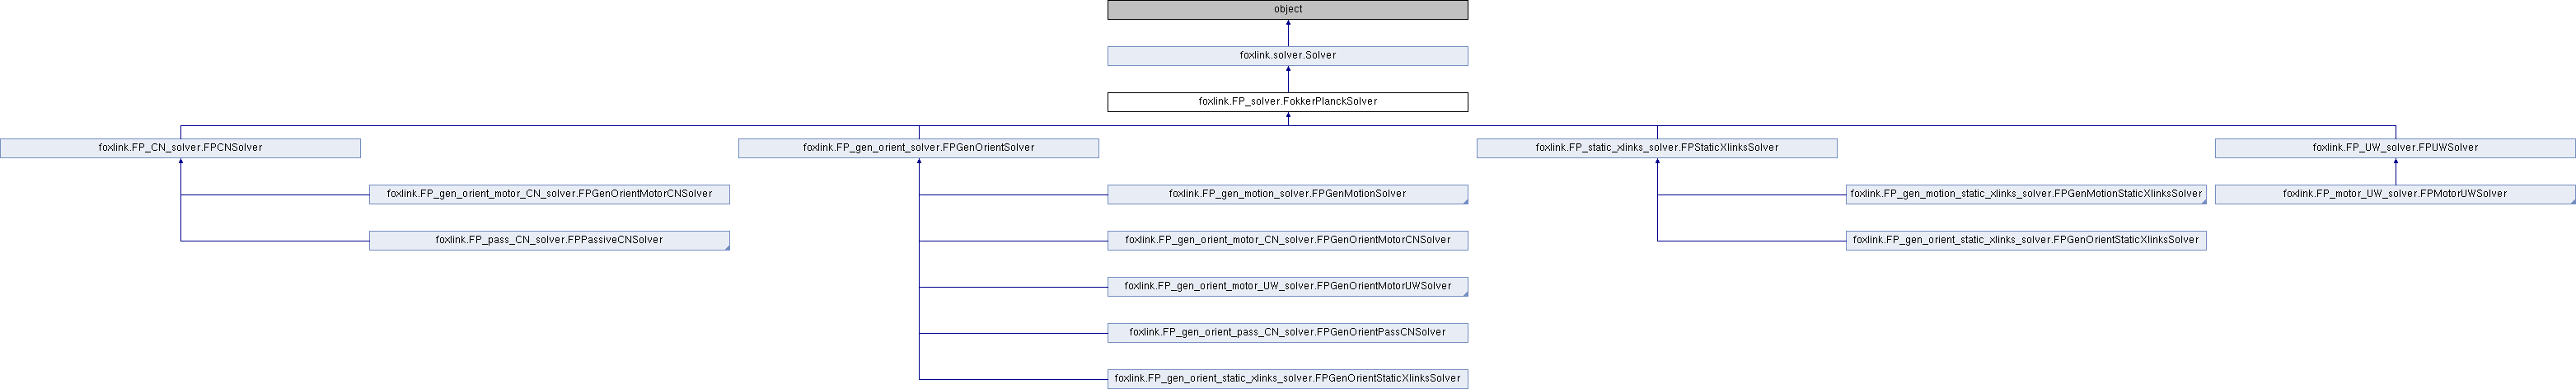 object
foxlink.solver.Solver
foxlink.FP_solver.FokkerPlanckSolver
foxlink.FP_CN_solver.FPCNSolver
foxlink.FP_gen_orient_solver.FPGenOrientSolver
foxlink.FP_static_xlinks_solver.FPStaticXlinksSolver
foxlink.FP_UW_solver.FPUWSolver
foxlink.FP_gen_orient_motor_CN_solver.FPGenOrientMotorCNSolver
foxlink.FP_gen_motion_solver.FPGenMotionSolver
foxlink.FP_gen_motion_static_xlinks_solver.FPGenMotionStaticXlinksSolver
foxlink.FP_motor_UW_solver.FPMotorUWSolver
foxlink.FP_pass_CN_solver.FPPassiveCNSolver
foxlink.FP_gen_orient_motor_CN_solver.FPGenOrientMotorCNSolver
foxlink.FP_gen_orient_static_xlinks_solver.FPGenOrientStaticXlinksSolver
foxlink.FP_gen_orient_motor_UW_solver.FPGenOrientMotorUWSolver
foxlink.FP_gen_orient_pass_CN_solver.FPGenOrientPassCNSolver
foxlink.FP_gen_orient_static_xlinks_solver.FPGenOrientStaticXlinksSolver